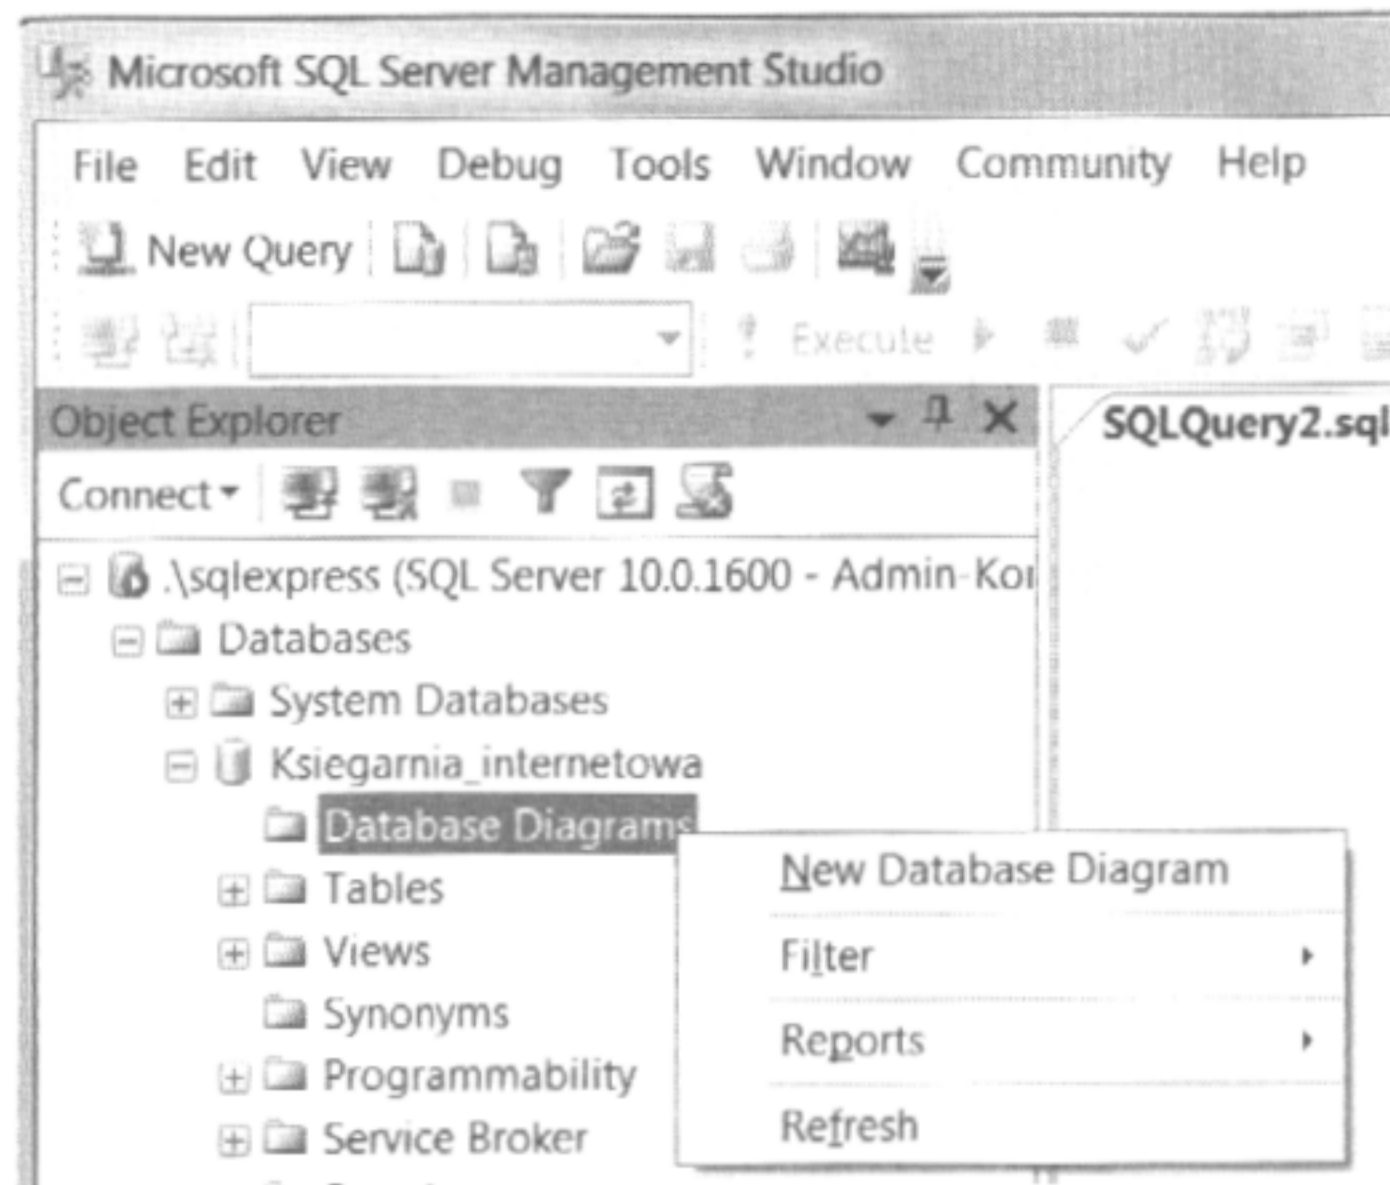 Microsoft SQL Server Management Studio
File Edit View Debug Tools Window Community Help
New Query
Execute
Object Explorer
SQLQuery2.sql
Connect
.\sqlexpress (SQL Server 10.0.1600 - Admin-Ko
Databases
System Databases
Ksiegarnia_internetowa
Database Diagrams
New Database Diagram
Tables
Filter
Views
Synonyms
Reports
Programmability
Refresh
Service Broker